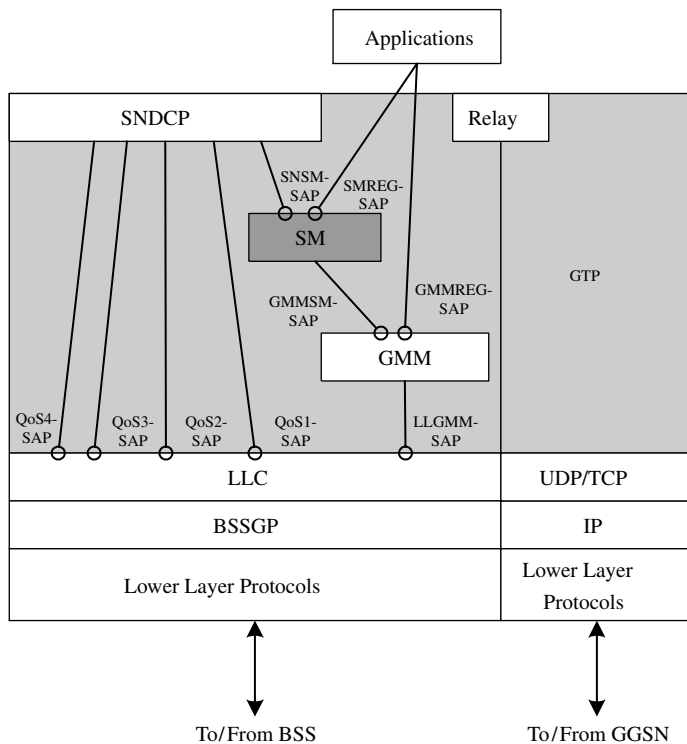 Applications
SNDCP
Relay
SNSM-
SAP
SMREG-
SAP
SM
GMMSM-
SAP
GMMREG-
SAP
GTP
GMM
QoS4-
SAP
QoS3-
SAP
QoS2-
SAP
QoS1-
SAP
LLGMM-
SAP
LLC
UDP/TCP
BSSGP
IP
Lower Layer Protocols
Lower Layer
Protocols
To/From BSS
To/From GGSN